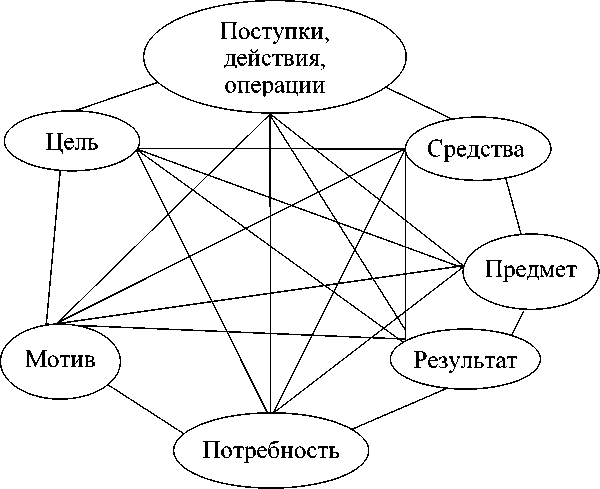 Поступки,
действия,
операции
Цель
Средства
Предмет
Мотив
Результат
Потребность